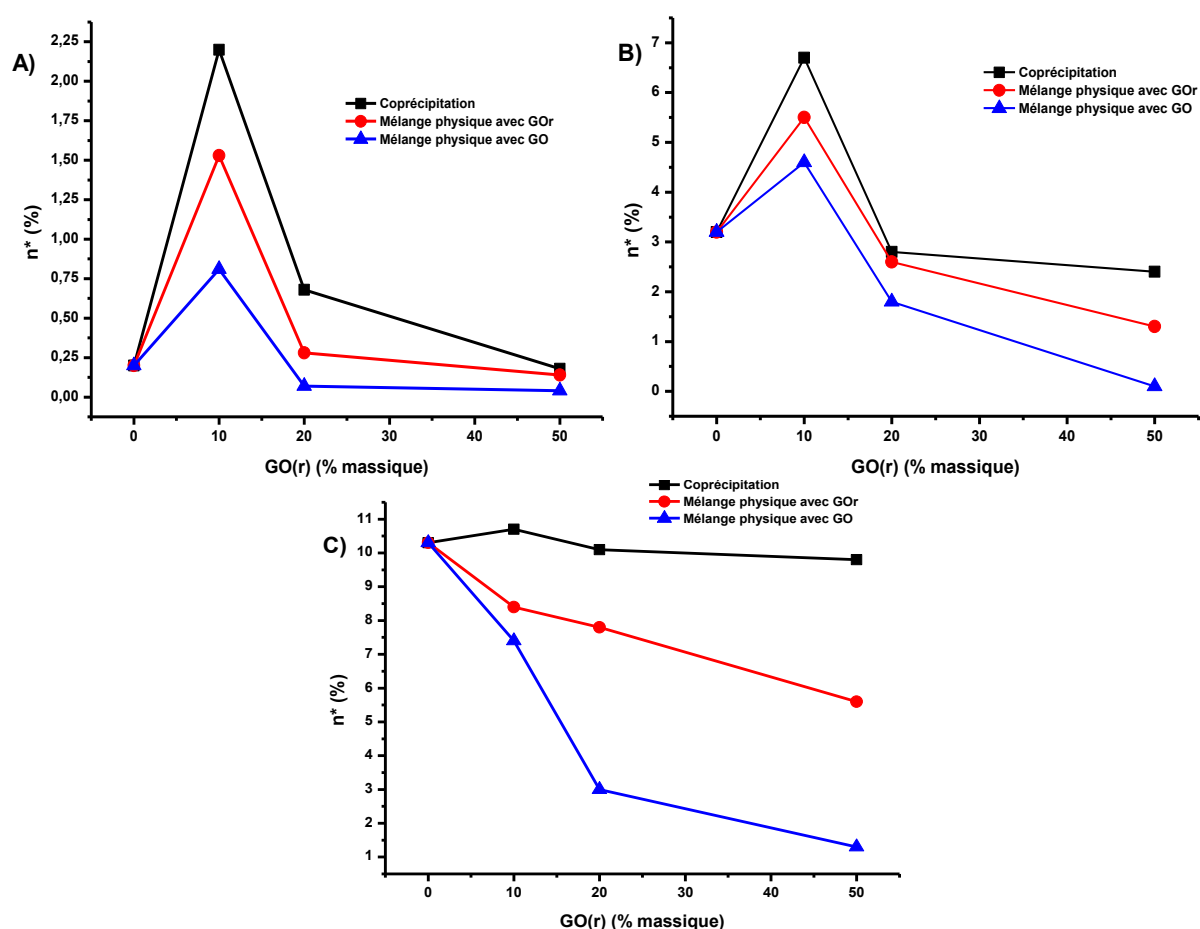 A)
2,25
2,00
1,75
1,50
1,25
1,00
0,75
0,50
0,25
0,00
n* (%)
Coprécipitation
Mélange physique avec GOr
Mélange physique avec GO
0 10 20 30 40 50
GO(r) (% massique)
B)
7
6
5
4
3
2
1
0
n* (%)
Coprécipitation
Mélange physique avec GOr
Mélange physique avec GO
0 10 20 30 40 50
GO(r) (% massique)
Coprécipitation
Mélange physique avec GOr
Mélange physique avec GO
C)
11
10
9
8
7
6
5
4
3
2
1
n* (%)
0 10 20 30 40 50
GO(r) (% massique)